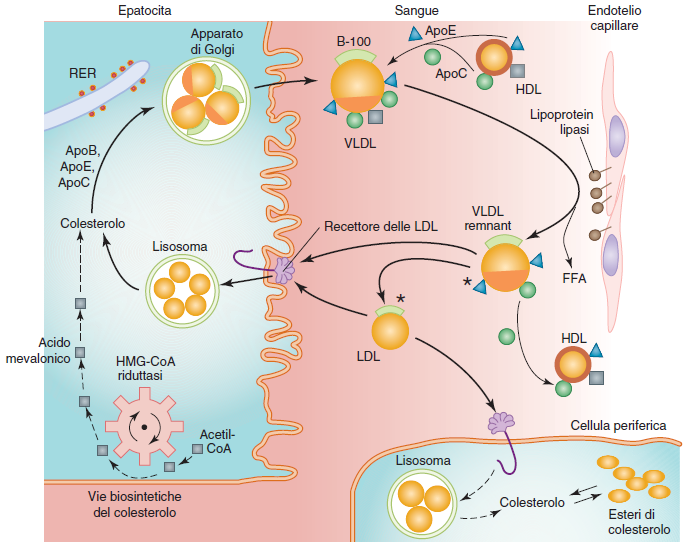 Epatocita
Sangue
Endotelio
capillare
Apparato
di Golgi
RER
B-100
ApoE
ApoC
HDL
VLDL
Lipoprotein
lipasi
ApoB,
ApoE,
ApoC
Colesterolo
Lisosoma
Recettore delle LDL
VLDL
remnant
*
FFA
*
LDL
HDL
Acido
mevalonico
HMG-CoA
riduttasi
Acetil-
CoA
Vie biosintetiche
del colesterolo
Cellula periferica
Lisosoma
Colesterolo
Esteri di
colesterolo